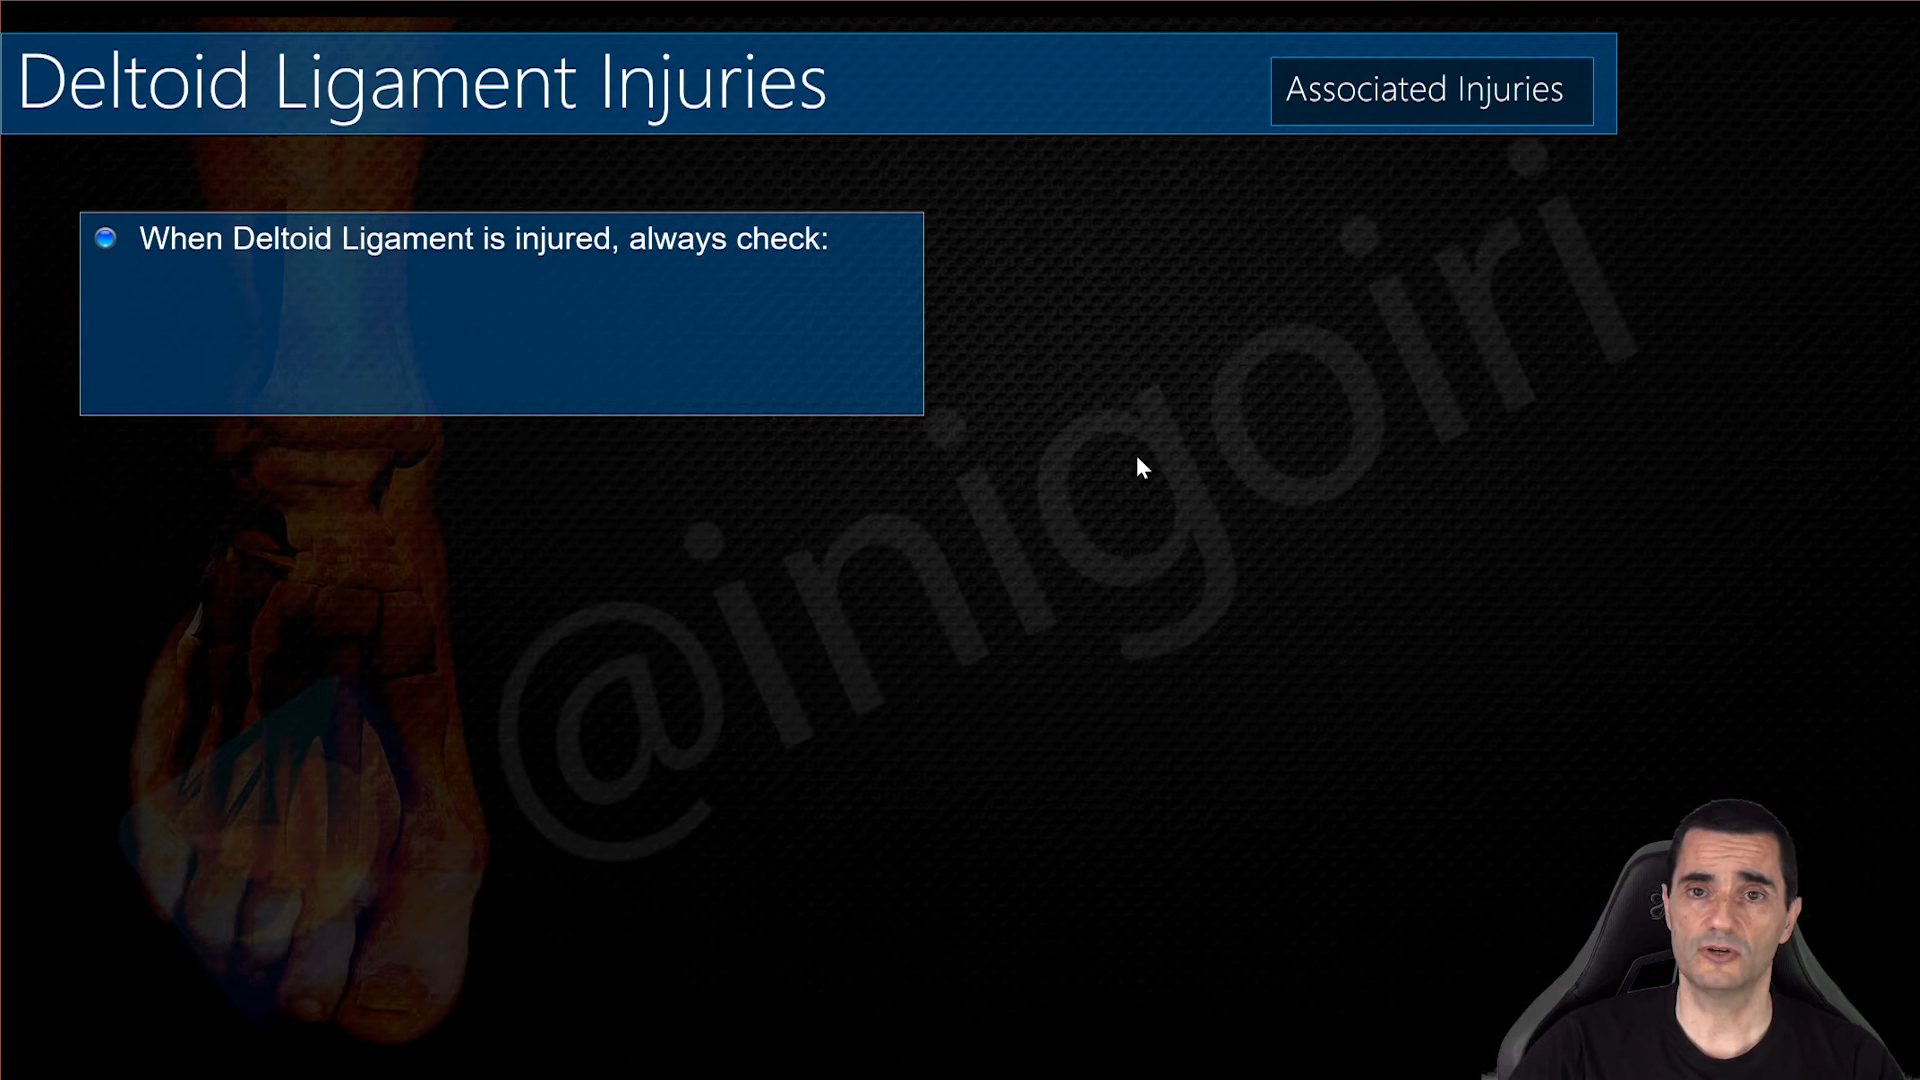 Deltoid Ligament Injuries
Associated Injuries
When Deltoid Ligament is injured, always check:
@inigoiri